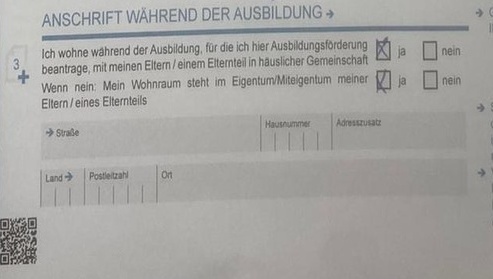 ANSCHRIFT WÄHREND DER AUSBILDUNG →
3
Ich wohne während der Ausbildung, für die ich hier Ausbildungsförderung
beantrage, mit meinen Eltern / einem Elternteil in häuslicher Gemeinschaft
ja nein
Wenn nein: Mein Wohnraum steht im Eigentum/Miteigentum meiner
Eltern / eines Elternteils
ja nein
→ Straße Hausnummer Adresszusatz
Land → Postleitzahl Ort